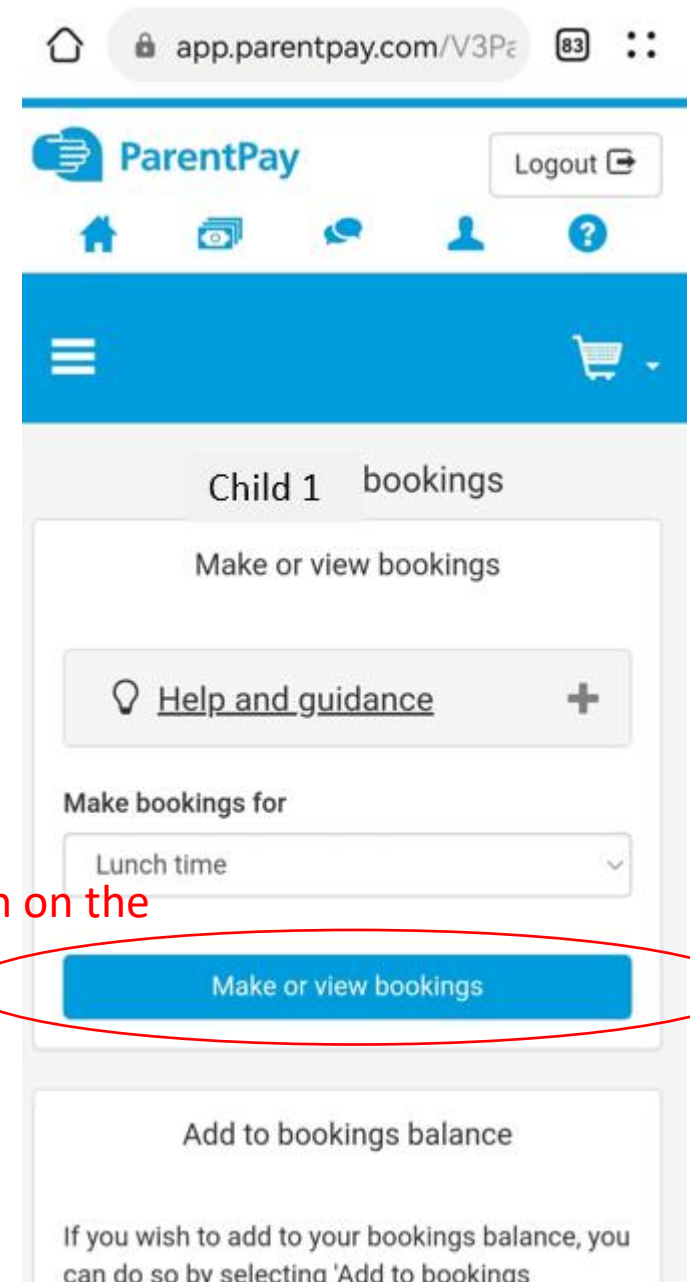 app.parentpay.com/V3Pa 83
ParentPay
Logout
?
Child 1 bookings
Make or view bookings
Help and guidance +
Make bookings for
Lunch time
on the
Make or view bookings
Add to bookings balance
If you wish to add to your bookings balance, you
can do so by selecting 'Add to bookings